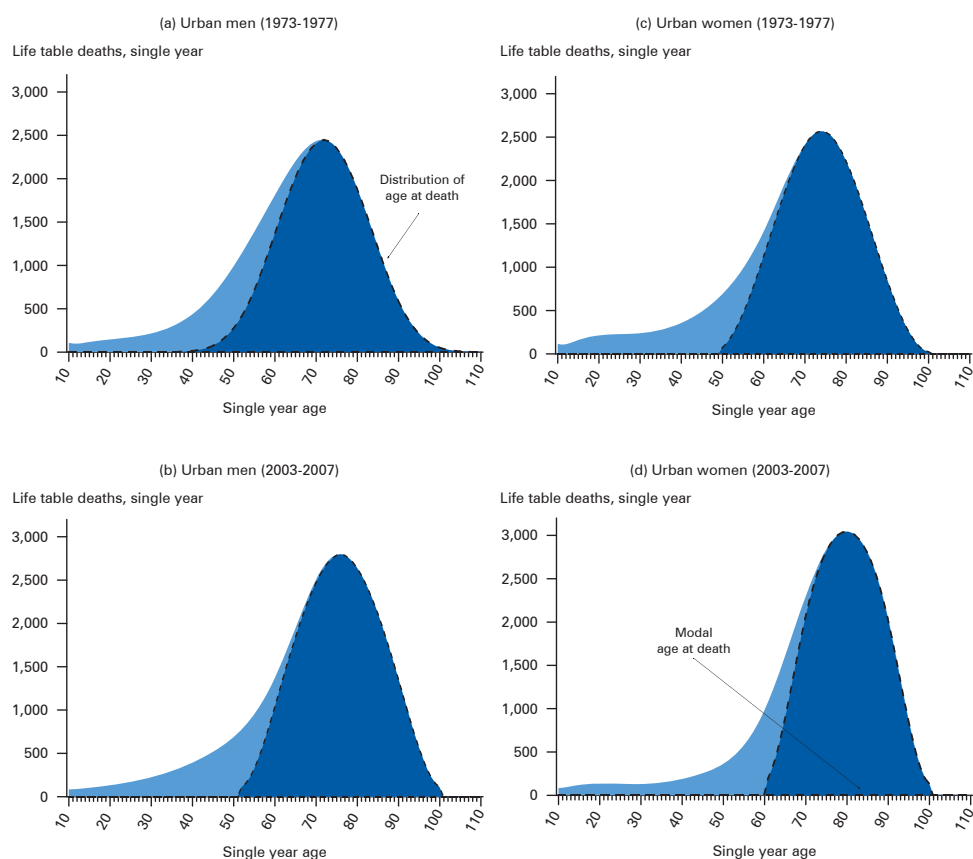 (a) Urban men (1973-1977)
Life table deaths, single year
3,000
2,500
2,000
1,500
1,000
500
0
Distribution of
age at death
10 20 30 40 50 60 70 80 90 100 110
Single year age
(c) Urban women (1973-1977)
Life table deaths, single year
3,000
2,500
2,000
1,500
1,000
500
0
10 20 30 40 50 60 70 80 90 100 110
Single year age
(b) Urban men (2003-2007)
Life table deaths, single year
3,000
2,500
2,000
1,500
1,000
500
0
10 20 30 40 50 60 70 80 90 100 110
Single year age
(d) Urban women (2003-2007)
Life table deaths, single year
3,000
2,500
2,000
1,500
1,000
500
0
Modal
age at death
10 20 30 40 50 60 70 80 90 100 110
Single year age